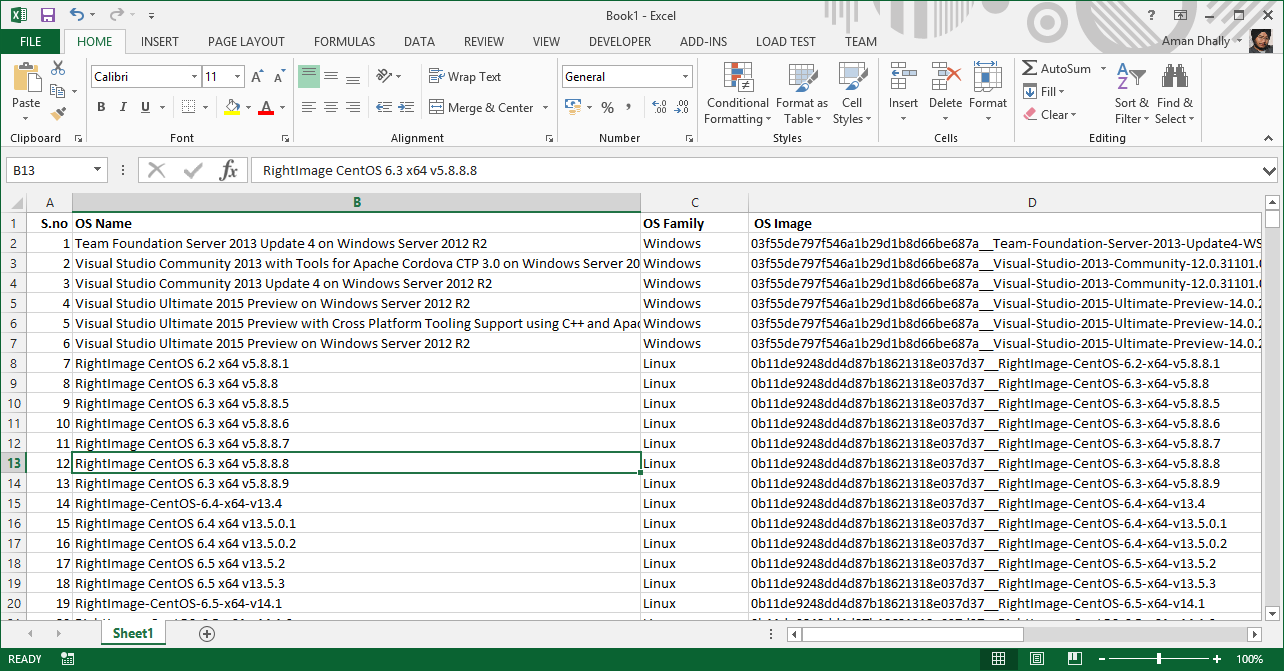 Book1 - Excel
FILE HOME INSERT PAGE LAYOUT FORMULAS DATA REVIEW VIEW DEVELOPER ADD-INS LOAD TEST TEAM Aman Dhally
Paste
Clipboard
Calibri 11
B I U
Font
Wrap Text
Merge & Center
Alignment
General
% ,
Number
Conditional Formatting
Format as Table
Cell Styles
Styles
Insert Delete Format
Cells
AutoSum
Fill
Clear
Sort & Filter
Find & Select
Editing
B13 fx RightImage CentOS 6.3 x64 v5.8.8.8
A B C D
1 S.no OS Name OS Family OS Image
2 1 Team Foundation Server 2013 Update 4 on Windows Server 2012 R2 Windows 03f55de797f546a1b29d1b8d66be687a__Team-Foundation-Server-2013-Update4-WS
3 2 Visual Studio Community 2013 with Tools for Apache Cordova CTP 3.0 on Windows Server 20 Windows 03f55de797f546a1b29d1b8d66be687a__Visual-Studio-2013-Community-12.0.31101.0
4 3 Visual Studio Community 2013 Update 4 on Windows Server 2012 R2 Windows 03f55de797f546a1b29d1b8d66be687a__Visual-Studio-2013-Community-12.0.31101.0
5 4 Visual Studio Ultimate 2015 Preview on Windows Server 2012 R2 Windows 03f55de797f546a1b29d1b8d66be687a__Visual-Studio-2015-Ultimate-Preview-14.0.2
6 5 Visual Studio Ultimate 2015 Preview with Cross Platform Tooling Support using C++ and Apac Windows 03f55de797f546a1b29d1b8d66be687a__Visual-Studio-2015-Ultimate-Preview-14.0.2
7 6 Visual Studio Ultimate 2015 Preview on Windows Server 2012 R2 Windows 03f55de797f546a1b29d1b8d66be687a__Visual-Studio-2015-Ultimate-Preview-14.0.2
8 7 RightImage CentOS 6.2 x64 v5.8.8.1 Linux 0b11de9248dd4d87b18621318e037d37__RightImage-CentOS-6.2-x64-v5.8.8.1
9 8 RightImage CentOS 6.3 x64 v5.8.8 Linux 0b11de9248dd4d87b18621318e037d37__RightImage-CentOS-6.3-x64-v5.8.8
10 9 RightImage CentOS 6.3 x64 v5.8.8.5 Linux 0b11de9248dd4d87b18621318e037d37__RightImage-CentOS-6.3-x64-v5.8.8.5
11 10 RightImage CentOS 6.3 x64 v5.8.8.6 Linux 0b11de9248dd4d87b18621318e037d37__RightImage-CentOS-6.3-x64-v5.8.8.6
12 11 RightImage CentOS 6.3 x64 v5.8.8.7 Linux 0b11de9248dd4d87b18621318e037d37__RightImage-CentOS-6.3-x64-v5.8.8.7
13 12 RightImage CentOS 6.3 x64 v5.8.8.8 Linux 0b11de9248dd4d87b18621318e037d37__RightImage-CentOS-6.3-x64-v5.8.8.8
14 13 RightImage CentOS 6.3 x64 v5.8.8.9 Linux 0b11de9248dd4d87b18621318e037d37__RightImage-CentOS-6.3-x64-v5.8.8.9
15 14 RightImage-CentOS-6.4-x64-v13.4 Linux 0b11de9248dd4d87b18621318e037d37__RightImage-CentOS-6.4-x64-v13.4
16 15 RightImage CentOS 6.4 x64 v13.5.0.1 Linux 0b11de9248dd4d87b18621318e037d37__RightImage-CentOS-6.4-x64-v13.5.0.1
17 16 RightImage CentOS 6.4 x64 v13.5.0.2 Linux 0b11de9248dd4d87b18621318e037d37__RightImage-CentOS-6.4-x64-v13.5.0.2
18 17 RightImage CentOS 6.5 x64 v13.5.2 Linux 0b11de9248dd4d87b18621318e037d37__RightImage-CentOS-6.5-x64-v13.5.2
19 18 RightImage CentOS 6.5 x64 v13.5.3 Linux 0b11de9248dd4d87b18621318e037d37__RightImage-CentOS-6.5-x64-v13.5.3
20 19 RightImage-CentOS-6.5-x64-v14.1 Linux 0b11de9248dd4d87b18621318e037d37__RightImage-CentOS-6.5-x64-v14.1
Sheet1
READY 100%